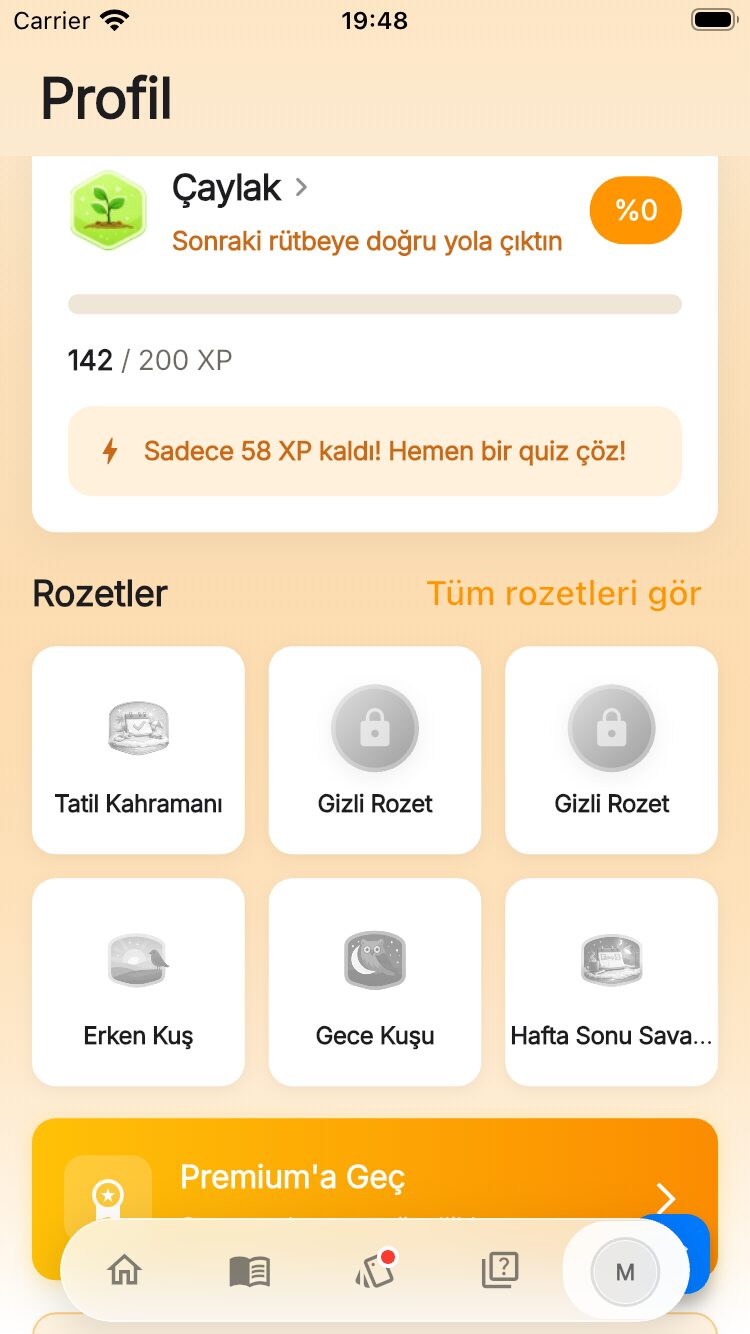 Carrier 19:48
Profil
Çaylak
%0
Sonraki rütbeye doğru yola çıktın
142 / 200 XP
Sadece 58 XP kaldı! Hemen bir quiz çöz!
Rozetler
Tüm rozetleri gör
Tatil Kahramanı
Gizli Rozet
Gizli Rozet
Erken Kuş
Gece Kuşu
Hafta Sonu Sava...
Premium'a Geç
M